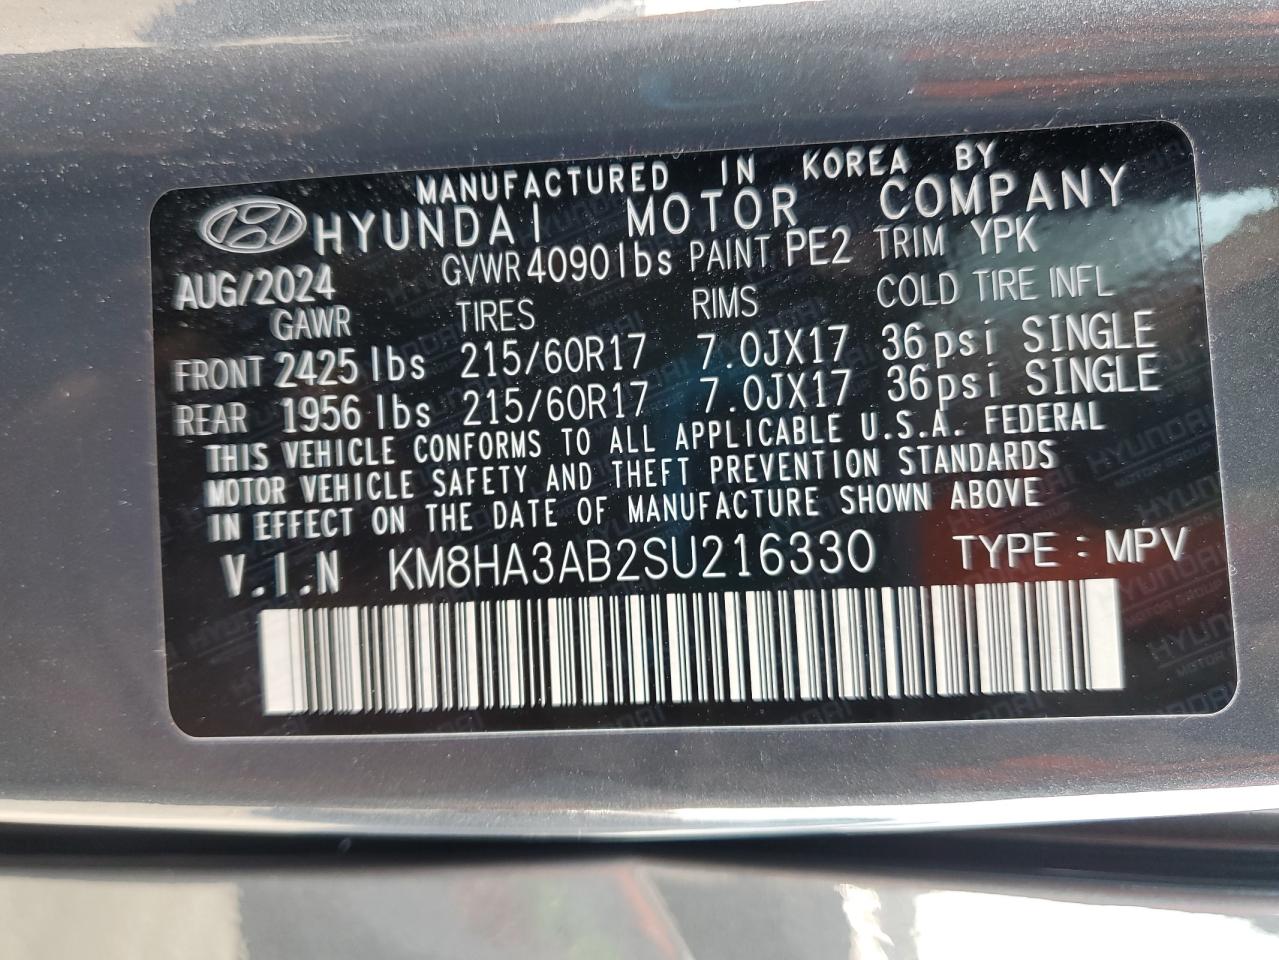 MANUFACTURED IN KOREA BY
HYUNDAI MOTOR COMPANY
AUG/2024 GVWR 4090lbs PAINT PE2 TRIM YPK
GAWR TIRES RIMS COLD TIRE INFL
FRONT 2425 lbs 215/60R17 7.0JX17 36psi SINGLE
REAR 1956 lbs 215/60R17 7.0JX17 36psi SINGLE
THIS VEHICLE CONFORMS TO ALL APPLICABLE U.S.A. FEDERAL
MOTOR VEHICLE SAFETY AND THEFT PREVENTION STANDARDS
IN EFFECT ON THE DATE OF MANUFACTURE SHOWN ABOVE
V.I.N KM8HA3AB2SU216330 TYPE : MPV